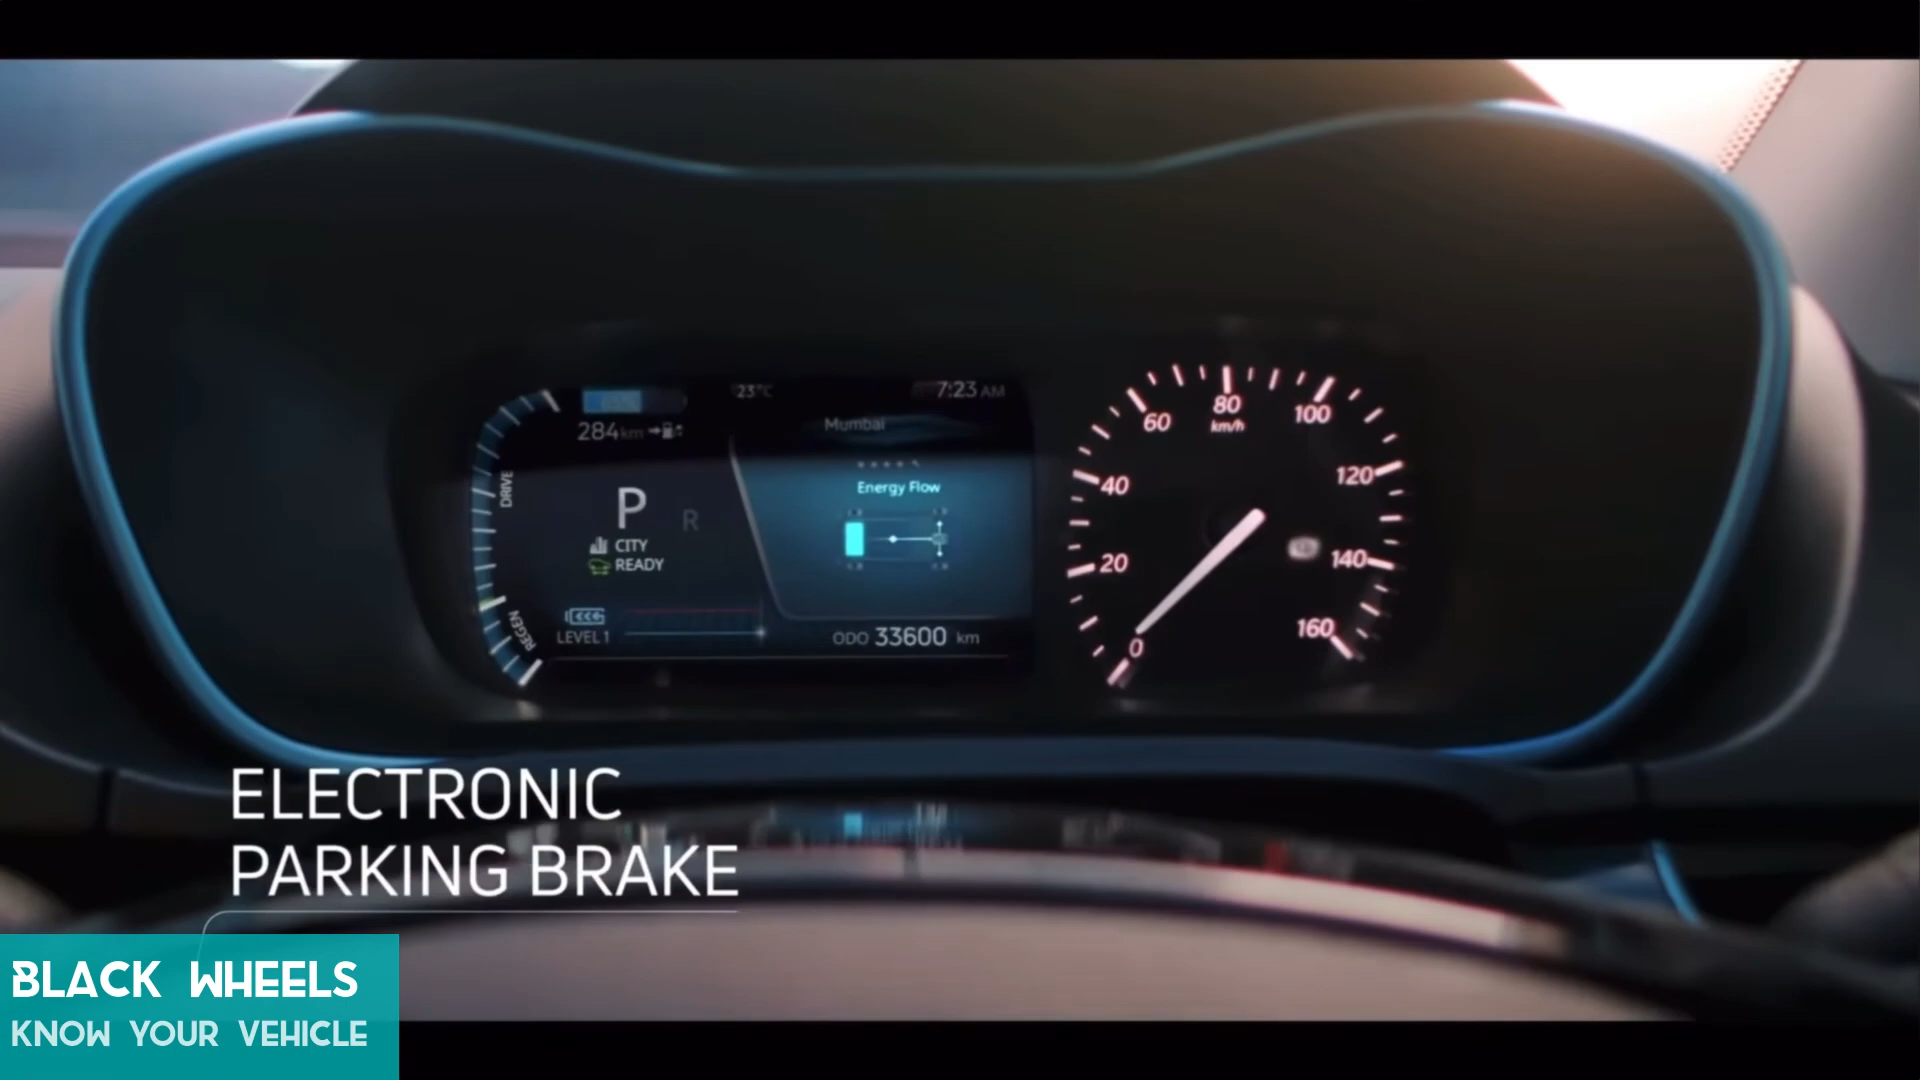 23°C
7:23 AM
284 km
Mumbai
DRIVE
Energy Flow
P R
CITY
READY
REGEN
LEVEL 1
ODO 33600 km
0
20
40
60
80
km/h
100
120
140
160
ELECTRONIC
PARKING BRAKE
BLACK WHEELS
KNOW YOUR VEHICLE